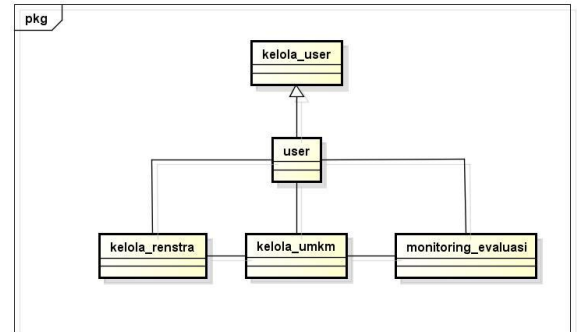 pkg
kelola_user
user
kelola_renstra
kelola_umkm
monitoring_evaluasi